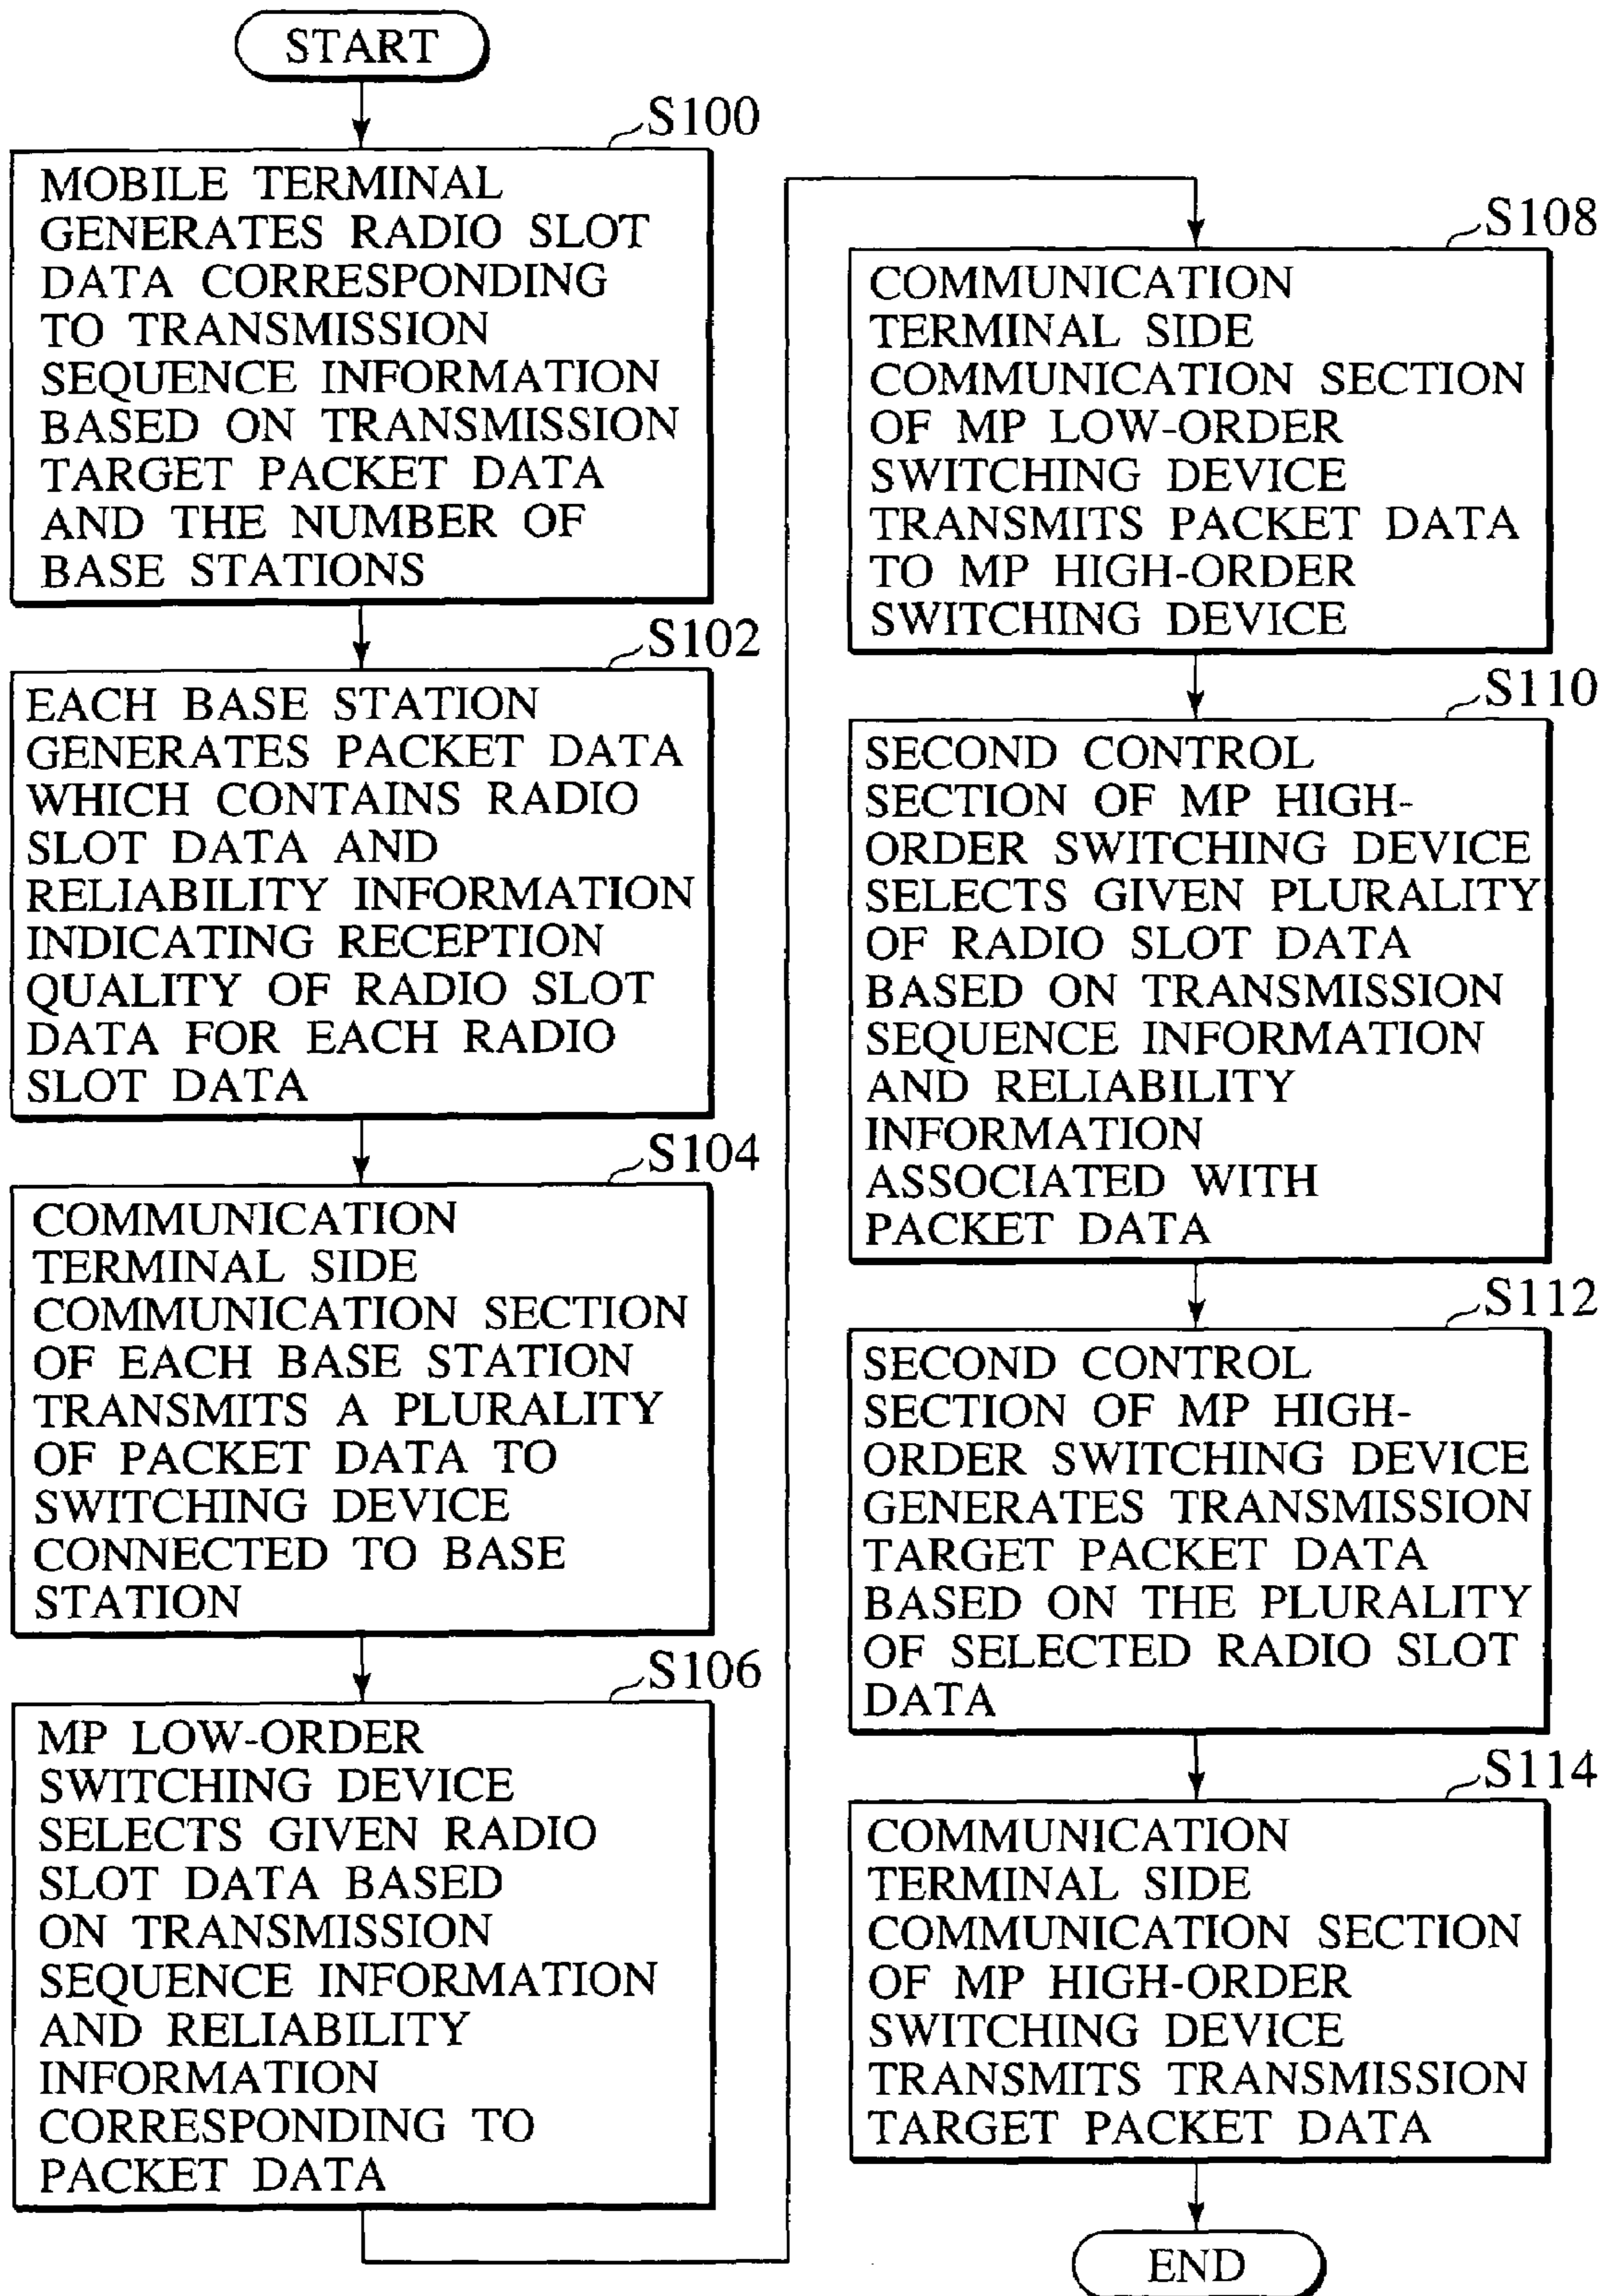 START
S100
MOBILE TERMINAL
GENERATES RADIO SLOT
DATA CORRESPONDING
TO TRANSMISSION
SEQUENCE INFORMATION
BASED ON TRANSMISSION
TARGET PACKET DATA
AND THE NUMBER OF
BASE STATIONS
S102
EACH BASE STATION
GENERATES PACKET DATA
WHICH CONTAINS RADIO
SLOT DATA AND
RELIABILITY INFORMATION
INDICATING RECEPTION
QUALITY OF RADIO SLOT
DATA FOR EACH RADIO
SLOT DATA
S104
COMMUNICATION
TERMINAL SIDE
COMMUNICATION SECTION
OF EACH BASE STATION
TRANSMITS A PLURALITY
OF PACKET DATA TO
SWITCHING DEVICE
CONNECTED TO BASE
STATION
S106
MP LOW-ORDER
SWITCHING DEVICE
SELECTS GIVEN RADIO
SLOT DATA BASED
ON TRANSMISSION
SEQUENCE INFORMATION
AND RELIABILITY
INFORMATION
CORRESPONDING TO
PACKET DATA
S108
COMMUNICATION
TERMINAL SIDE
COMMUNICATION SECTION
OF MP LOW-ORDER
SWITCHING DEVICE
TRANSMITS PACKET DATA
TO MP HIGH-ORDER
SWITCHING DEVICE
S110
SECOND CONTROL
SECTION OF MP HIGH-
ORDER SWITCHING DEVICE
SELECTS GIVEN PLURALITY
OF RADIO SLOT DATA
BASED ON TRANSMISSION
SEQUENCE INFORMATION
AND RELIABILITY
INFORMATION
ASSOCIATED WITH
PACKET DATA
S112
SECOND CONTROL
SECTION OF MP HIGH-
ORDER SWITCHING DEVICE
GENERATES TRANSMISSION
TARGET PACKET DATA
BASED ON THE PLURALITY
OF SELECTED RADIO SLOT
DATA
S114
COMMUNICATION
TERMINAL SIDE
COMMUNICATION SECTION
OF MP HIGH-ORDER
SWITCHING DEVICE
TRANSMITS TRANSMISSION
TARGET PACKET DATA
END